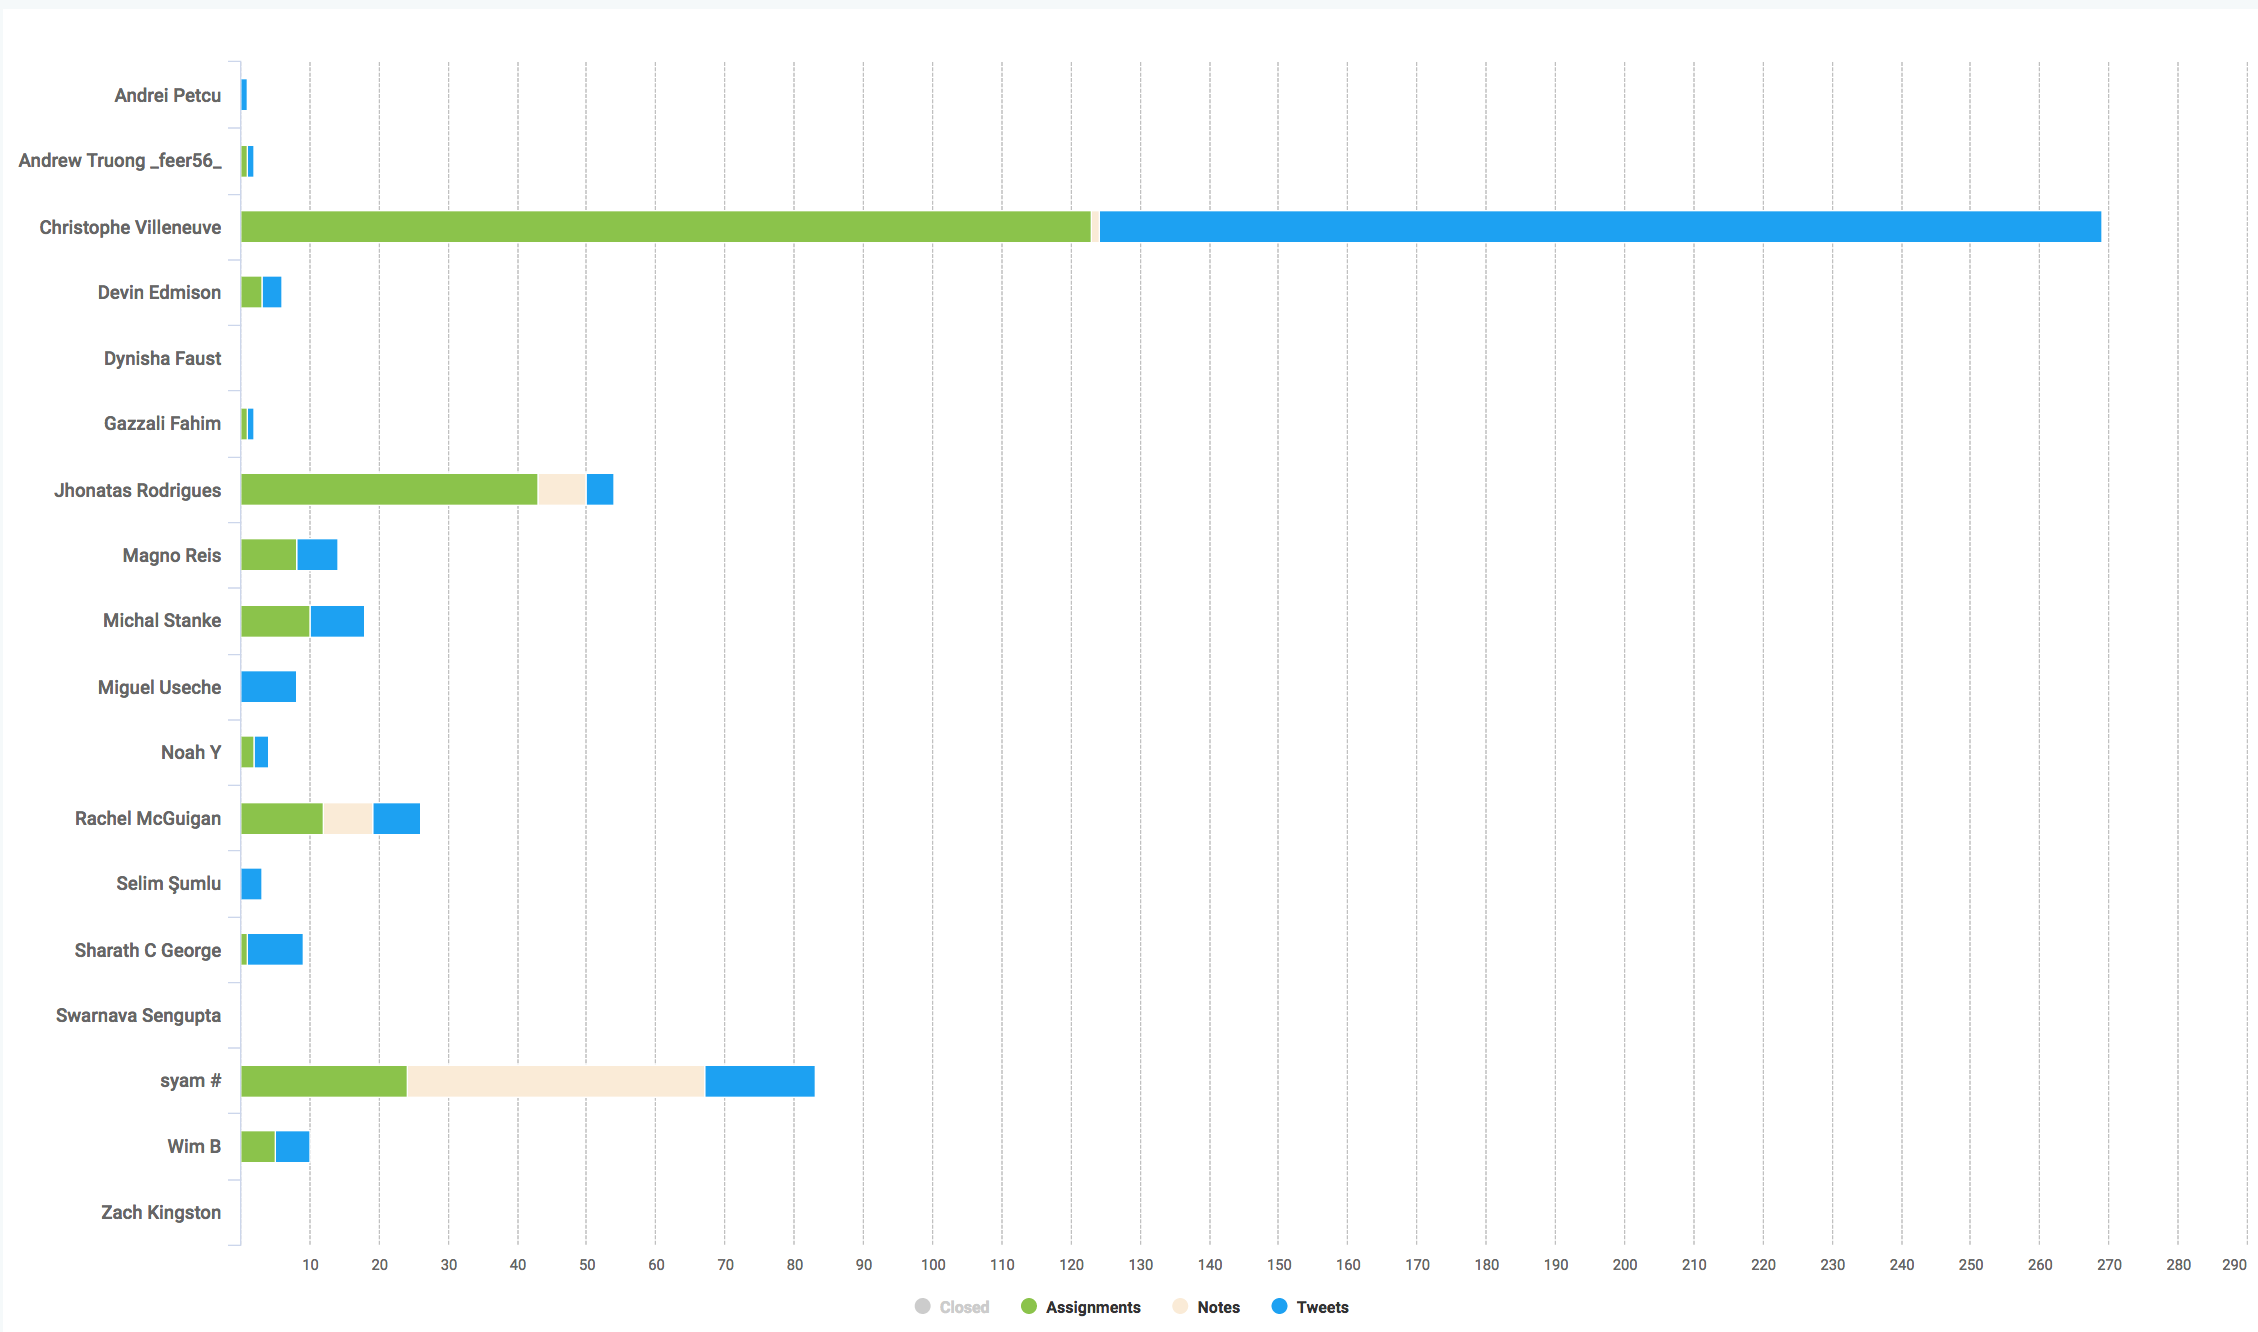 Andrei Petcu
Andrew Truong _feer56_
Christophe Villeneuve
Devin Edmison
Dynisha Faust
Gazzali Fahim
Jhonatas Rodrigues
Magno Reis
Michal Stanke
Miguel Useche
Noah Y
Rachel McGuigan
Selim Şumlu
Sharath C George
Swarnava Sengupta
syam #
Wim B
Zach Kingston
10 20 30 40 50 60 70 80 90 100 110 120 130 140 150 160 170 180 190 200 210 220 230 240 250 260 270 280 290
Closed Assignments Notes Tweets